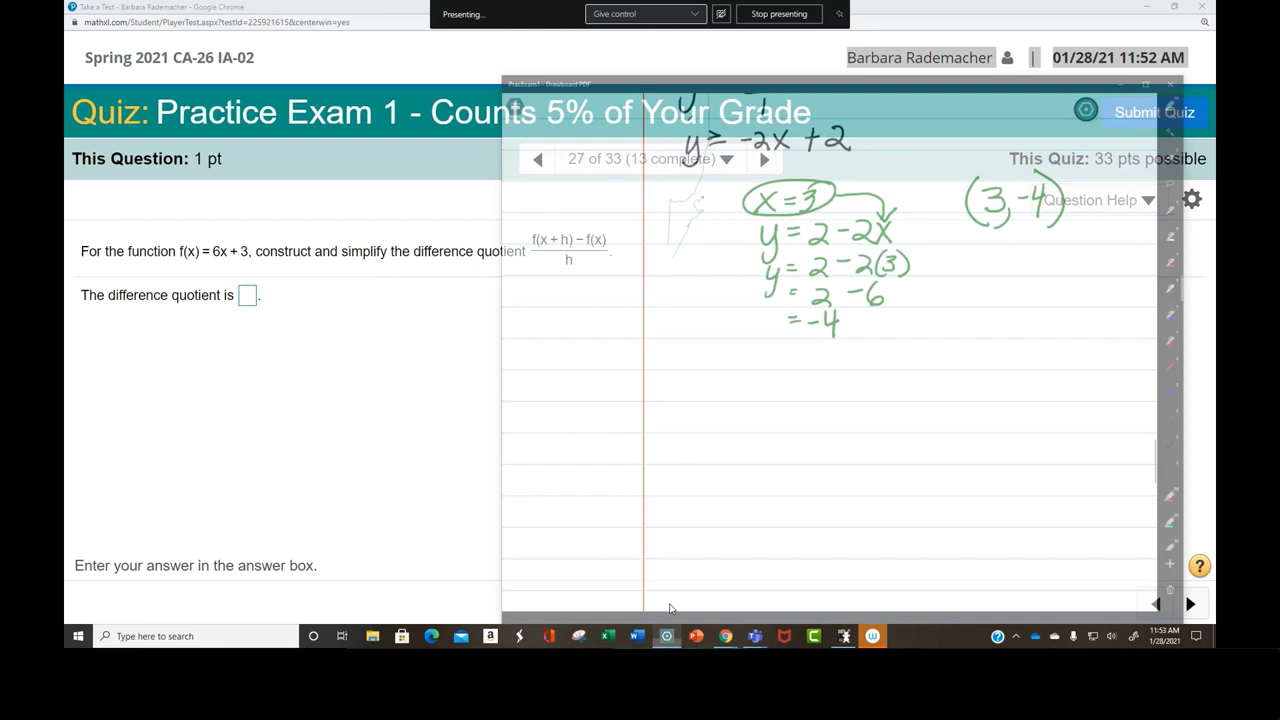 Take a Test - Barbara Rademacher - Google Chrome
mathxl.com/Student/PlayerTest.aspx?testId=225921615&centerwin=yes
Presenting...
Give control
Stop presenting
Spring 2021 CA-26 IA-02
Barbara Rademacher | 01/28/21 11:52 AM
PracExam1 - Drawboard PDF
Quiz: Practice Exam 1 - Counts 5% of Your Grade
Submit Quiz
y
y = -2x + 2
This Question: 1 pt
27 of 33 (13 complete)
This Quiz: 33 pts possible
x = 3
(3, -4)
Question Help
y = 2 - 2x
For the function f(x) = 6x + 3, construct and simplify the difference quotient f(x + h) – f(x)
h
.
y = 2 - 2(3)
The difference quotient is .
= 2 - 6
= -4
Enter your answer in the answer box.
?
Type here to search
11:53 AM
1/28/2021